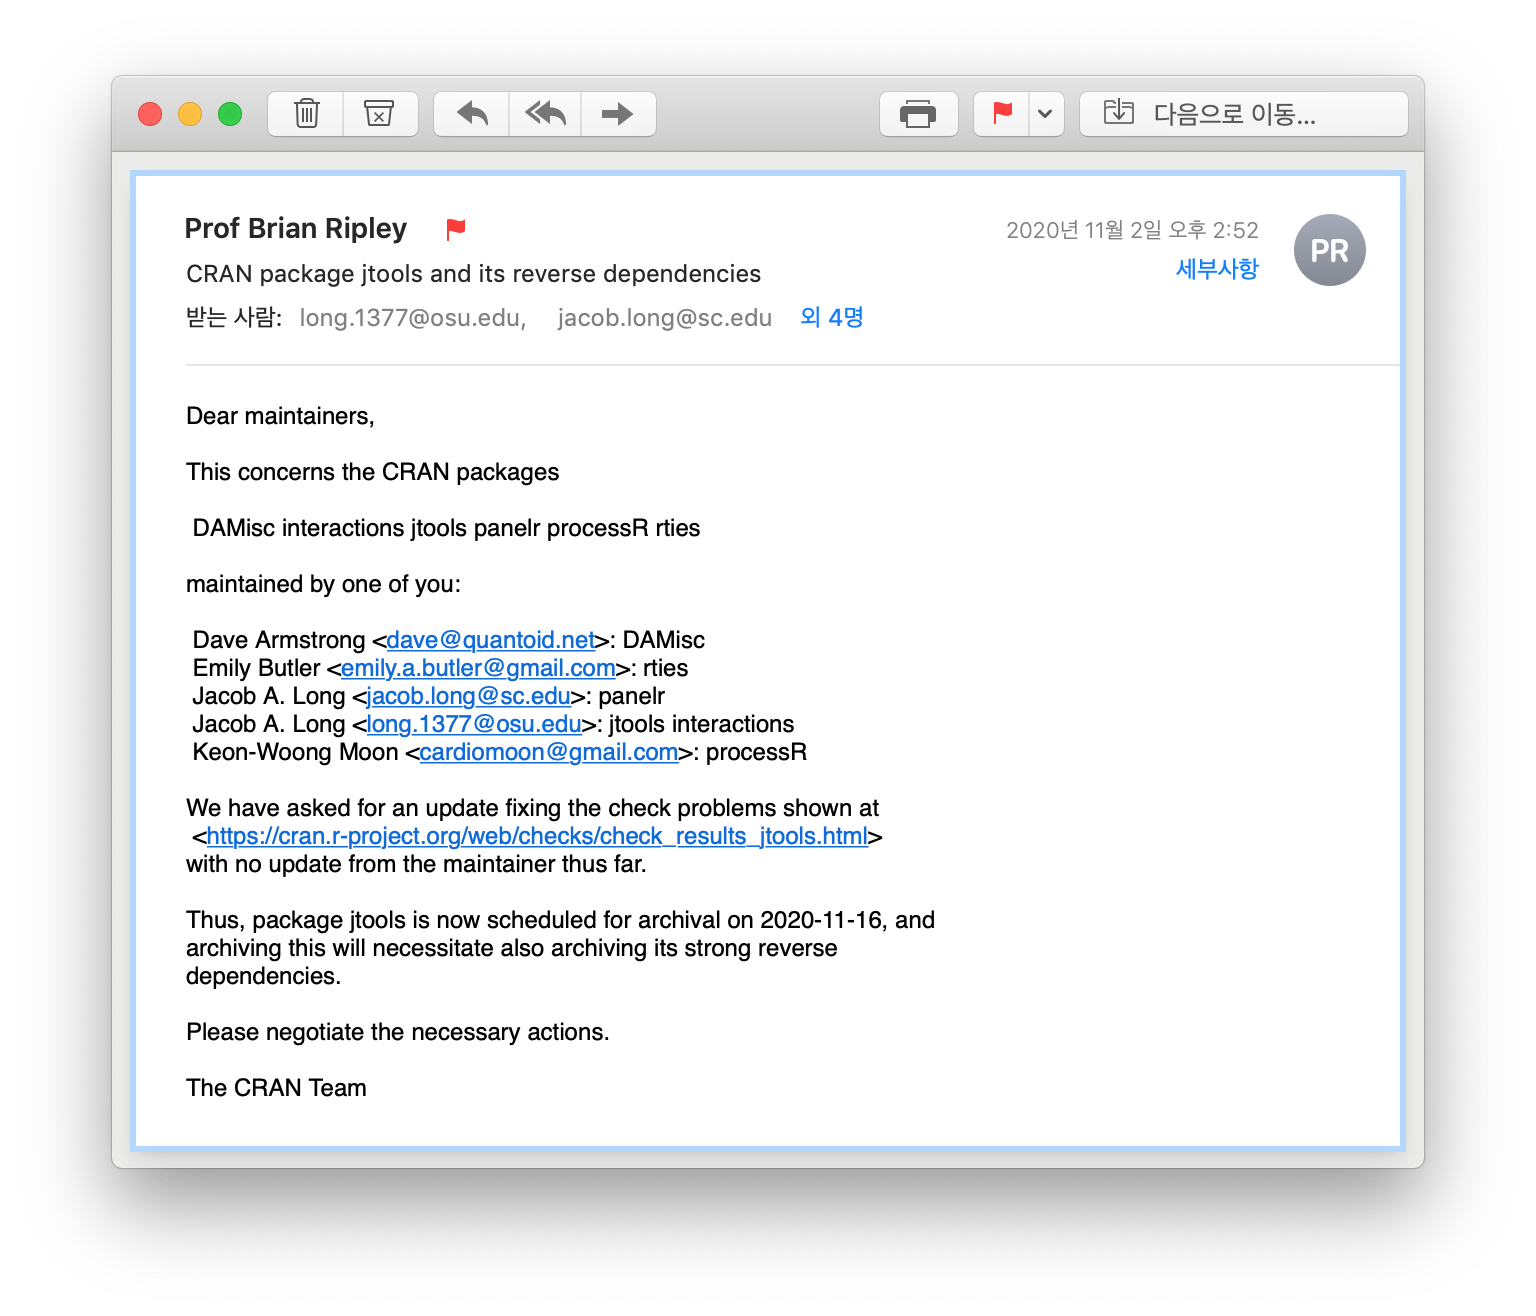 다음으로 이동...
Prof Brian Ripley
2020년 11월 2일 오후 2:52
PR
CRAN package jtools and its reverse dependencies
세부사항
받는 사람: long.1377@osu.edu, jacob.long@sc.edu 외 4명
Dear maintainers,
This concerns the CRAN packages
DAMisc interactions jtools panelr processR rties
maintained by one of you:
Dave Armstrong <dave@quantoid.net>: DAMisc
Emily Butler <emily.a.butler@gmail.com>: rties
Jacob A. Long <jacob.long@sc.edu>: panelr
Jacob A. Long <long.1377@osu.edu>: jtools interactions
Keon-Woong Moon <cardiomoon@gmail.com>: processR
We have asked for an update fixing the check problems shown at
<https://cran.r-project.org/web/checks/check_results_jtools.html>
with no update from the maintainer thus far.
Thus, package jtools is now scheduled for archival on 2020-11-16, and
archiving this will necessitate also archiving its strong reverse
dependencies.
Please negotiate the necessary actions.
The CRAN Team